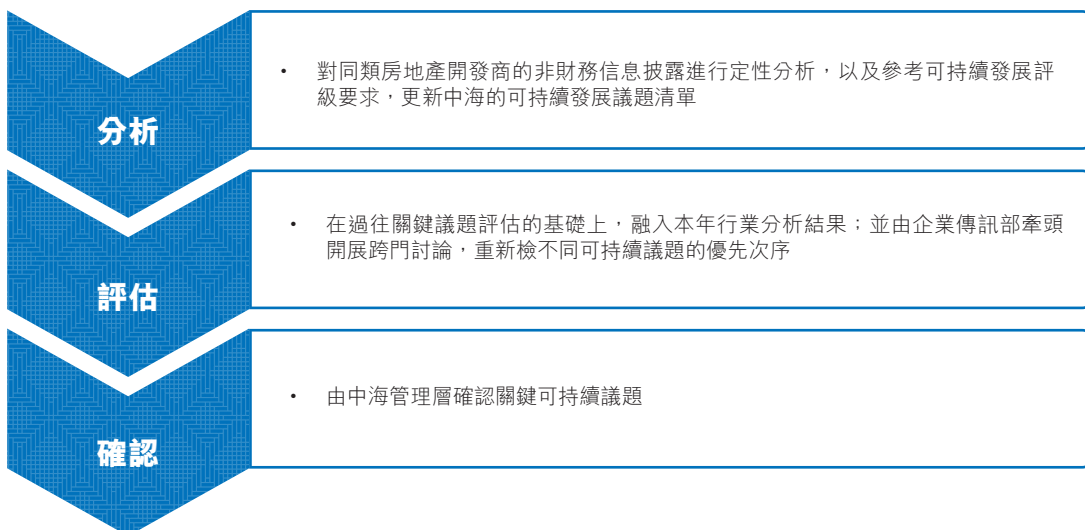 分析
• 對同類房地產開發商的非財務信息披露進行定性分析，以及參考可持續發展評
級要求，更新中海的可持續發展議題清單
評估
• 在過往關鍵議題評估的基礎上，融入本年行業分析結果；並由企業傳訊部牽頭
開展跨門討論，重新檢不同可持續議題的優先次序
確認
• 由中海管理層確認關鍵可持續議題